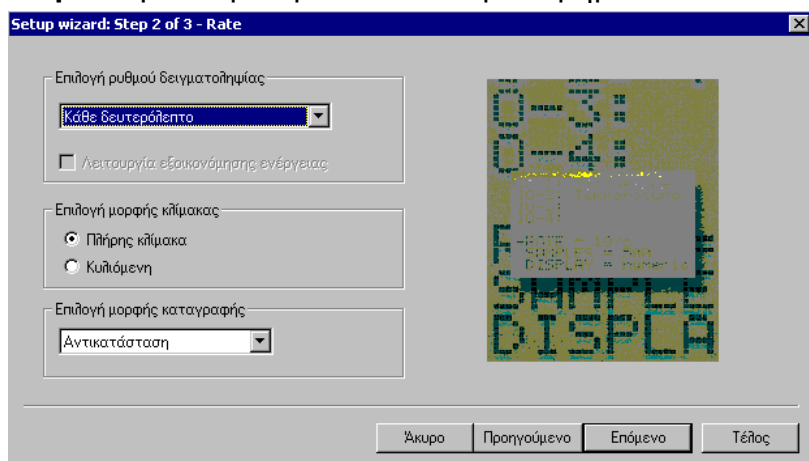 Setup wizard: Step 2 of 3 - Rate
Επιλογή ρυθμού δειγματοληψίας
Κάθε δευτερόλεπτο
Λειτουργία εξοικονόμησης ενέργειας
Επιλογή μορφής κλίμακας
Πλήρης κλίμακα
Κυλιόμενη
Επιλογή μορφής καταγραφής
Αντικατάσταση
DISPLA
Άκυρο Προηγούμενο Επόμενο Τέλος